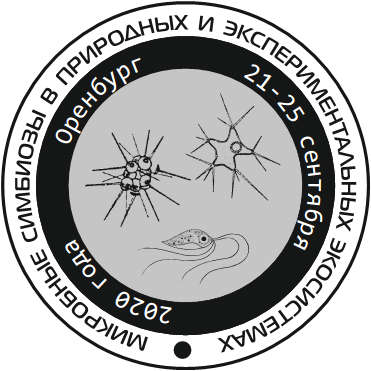 МИКРОБНЫЕ СИМБИОЗЫ В ПРИРОДНЫХ И ЭКСПЕРИМЕНТАЛЬНЫХ ЭКОСИСТЕМАХ
Оренбург
21-25 сентября
2020 года